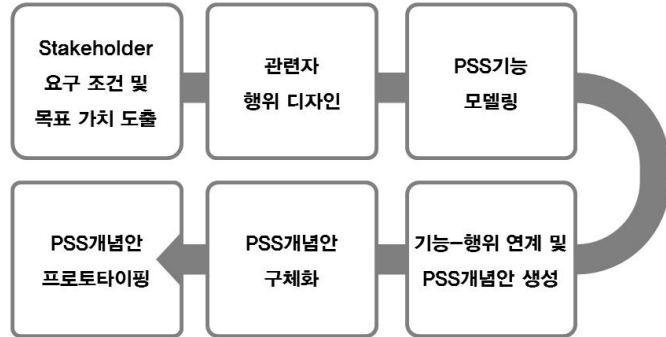 Stakeholder
요구 조건 및
목표 가치 도출
관련자
행위 디자인
PSS기능
모델링
기능-행위 연계 및
PSS개념안 생성
PSS개념안
구체화
PSS개념안
프로토타이핑